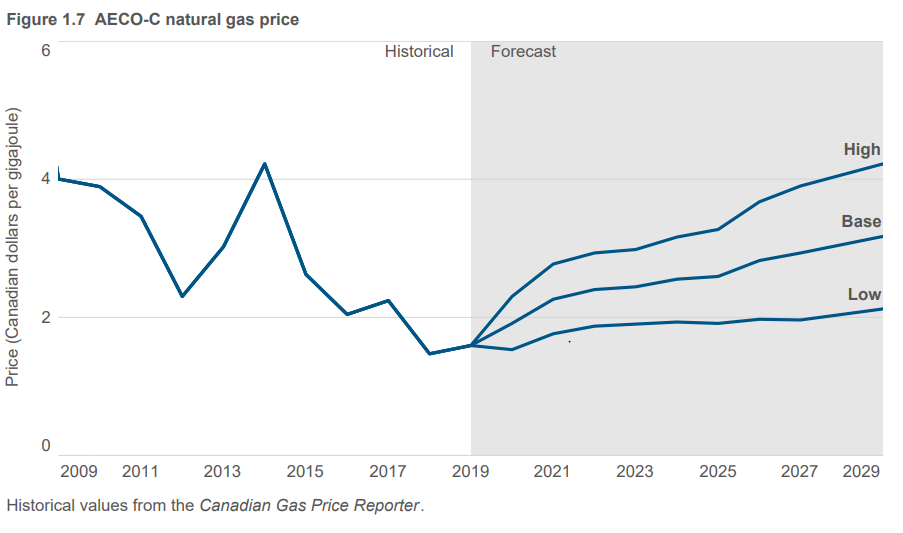 Figure 1.7 AECO-C natural gas price
Price (Canadian dollars per gigajoule)
6
4
2
0
Historical
Forecast
High
Base
Low
2009 2011 2013 2015 2017 2019 2021 2023 2025 2027 2029
Historical values from the Canadian Gas Price Reporter.